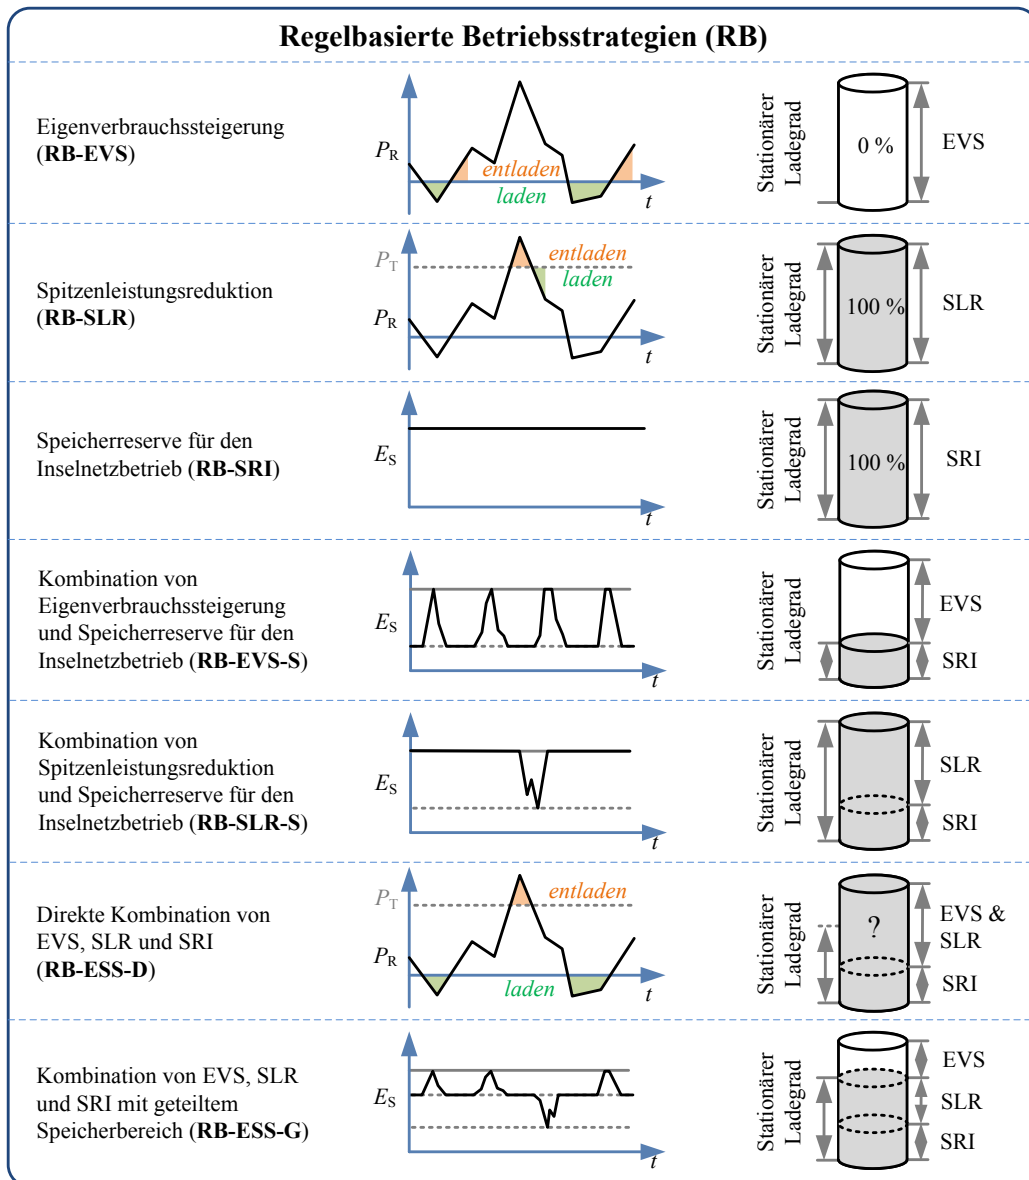 Regelbasierte Betriebsstrategien (RB)
Eigenverbrauchssteigerung
(RB-EVS)
P_R
entladen
laden
t
Stationärer
Ladegrad
0 %
EVS
Spitzenleistungsreduktion
(RB-SLR)
P_T
P_R
entladen
laden
t
Stationärer
Ladegrad
100 %
SLR
Speicherreserve für den
Inselnetzbetrieb (RB-SRI)
E_S
t
Stationärer
Ladegrad
100 %
SRI
Kombination von
Eigenverbrauchssteigerung
und Speicherreserve für den
Inselnetzbetrieb (RB-EVS-S)
E_S
t
Stationärer
Ladegrad
EVS
SRI
Kombination von
Spitzenleistungsreduktion
und Speicherreserve für den
Inselnetzbetrieb (RB-SLR-S)
E_S
t
Stationärer
Ladegrad
SLR
SRI
Direkte Kombination von
EVS, SLR und SRI
(RB-ESS-D)
P_T
P_R
entladen
laden
t
Stationärer
Ladegrad
?
EVS &
SLR
SRI
Kombination von EVS, SLR
und SRI mit geteiltem
Speicherbereich (RB-ESS-G)
E_S
t
Stationärer
Ladegrad
EVS
SLR
SRI